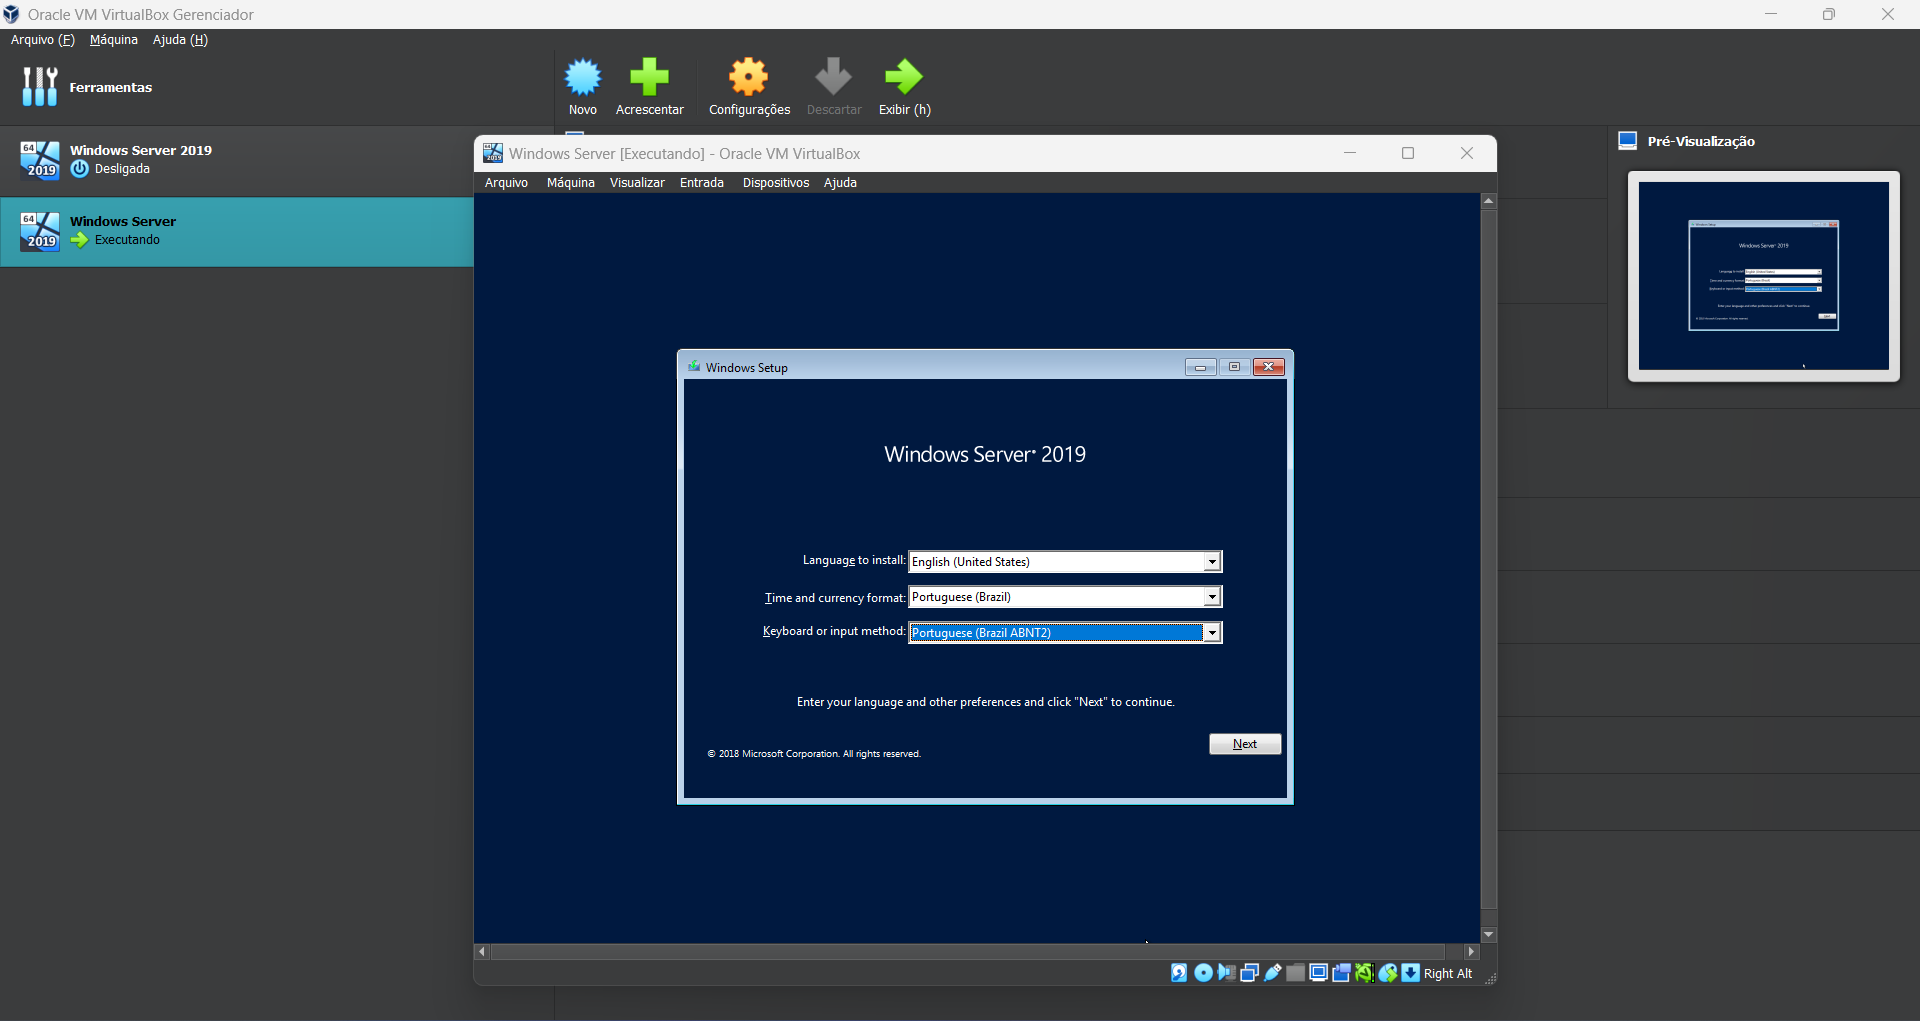 Oracle VM VirtualBox Gerenciador
Arquivo (F) Máquina Ajuda (H)
Ferramentas
Novo Acrescentar Configurações Descartar Exibir (h)
64 2019 Windows Server 2019
Desligada
64 2019 Windows Server
Executando
Pré-Visualização
Windows Server [Executando] - Oracle VM VirtualBox
Arquivo Máquina Visualizar Entrada Dispositivos Ajuda
Windows Setup
Windows Server® 2019
Language to install: English (United States)
Time and currency format: Portuguese (Brazil)
Keyboard or input method: Portuguese (Brazil ABNT2)
Enter your language and other preferences and click "Next" to continue.
Next
© 2018 Microsoft Corporation. All rights reserved.
Right Alt